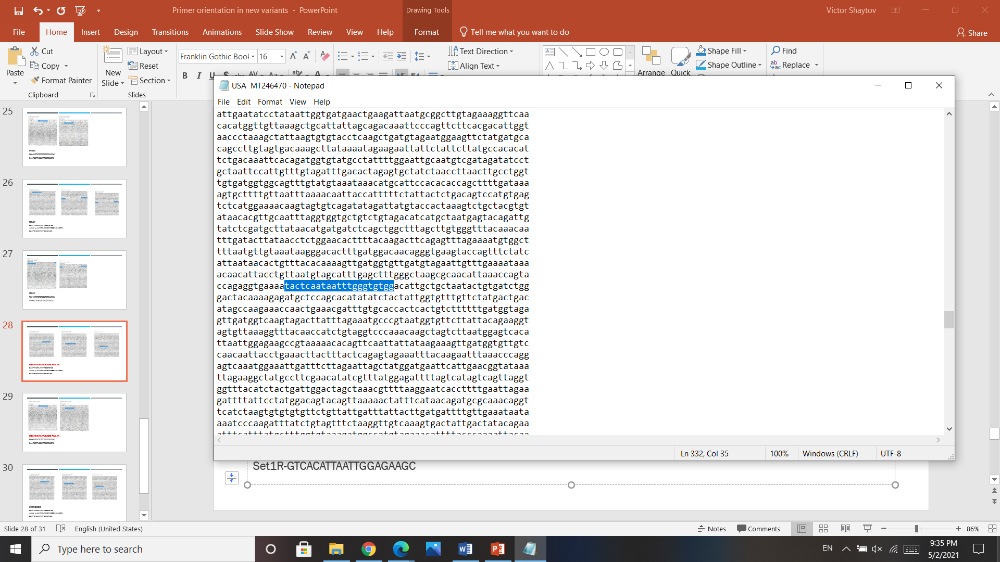 Primer orientation in new variants - PowerPoint
Drawing Tools
Victor Shaytov
File Home Insert Design Transitions Animations Slide Show Review View Help Format Tell me what you want to do Share
Cut
Copy
Format Painter
Paste
Clipboard
New Slide
Layout
Reset
Section
Slides
Franklin Gothic Bool 16
Text Direction
Align Text
Arrange
Quick
Shape Fill
Shape Outline
Find
Replace
USA MT246470 - Notepad
File Edit Format View Help
attgaatatcctataattggtgatgaactgaagattaatgcggcttgtagaaaggttcaa
cacatggttgttaaagctgcattattagcagacaaattcccagttcttcacgacattggt
aaccctaaagctattaagtgtgtacctcaagctgatgtagaatggaagttctatgatgca
cagccttgtagtgacaaagcttataaaatagaagaattattctattcttatgccacacat
tctgacaaattcacagatggtgtatgcctattttggaattgcaatgtcgatagatatcct
gctaattccattgtttgtagatttgacactagagtgctatctaaccttaacttgcctggt
tgtgatggtggcagtttgtatgtaaataaacatgcattccacacaccagcttttgataaa
agtgcttttgttaatttaaaacaattaccatttttctattactctgacagtccatgtgag
tctcatggaaaacaagtagtgtcagatatagattatgtaccactaaagtctgctacgtgt
ataacacgttgcaatttaggtggtgctgtctgtagacatcatgctaatgagtacagattg
tatctcgatgcttataacatgatgatctcagctggctttagcttgtgggtttacaaacaa
tttgatacttataacctctggaacacttttacaagacttcagagtttagaaaatgtggct
tttaatgttgtaaataagggacactttgatggacaacagggtgaagtaccagtttctatc
attaataacactgtttacacaaaagttgatggtgttgatgtagaattgtttgaaaataaa
acaacattacctgttaatgtagcatttgagctttgggctaagcgcaacattaaaccagta
ccagaggtgaaaatactcaataatttgggtgtggacattgctgctaatactgtgatctgg
gactacaaaagagatgctccagcacatatatctactattggtgtttgttctatgactgac
atagccaagaaaccaactgaaacgatttgtgcaccactcactgtcttttttgatggtaga
gttgatggtcaagtagacttatttagaaatgcccgtaatggtgttcttattacagaaggt
agtgttaaaggtttacaaccatctgtaggtcccaaacaagctagtcttaatggagtcaca
ttaattggagaagccgtaaaaacacagttcaattattataagaaagttgatggtgttgtc
caacaattacctgaaacttactttactcagagtagaaatttacaagaatttaaacccagg
agtcaaatggaaattgatttcttagaattagctatggatgaattcattgaacggtataaa
ttagaaggctatgccttcgaacatatcgtttatggagattttagtcatagtcagttaggt
ggtttacatctactgattggactagctaaacgttttaaggaatcaccttttgaattagaa
gattttattcctatggacagtacagttaaaaactatttcataacagatgcgcaaacaggt
tcatctaagtgtgtgtgttctgttattgatttattacttgatgattttgttgaaataata
aaatcccaagatttatctgtagtttctaaggttgtcaaagtgactattgactatacagaa
Ln 332, Col 35 100% Windows (CRLF) UTF-8
Set1R-GTCACATTAATTGGAGAAGC
25
INDIA
26
ITALY
27
ITALY
28
29
30
MOROCCO
Slide 28 of 31 English (United States) Notes Comments 86%
Type here to search
EN
9:35 PM
5/2/2021